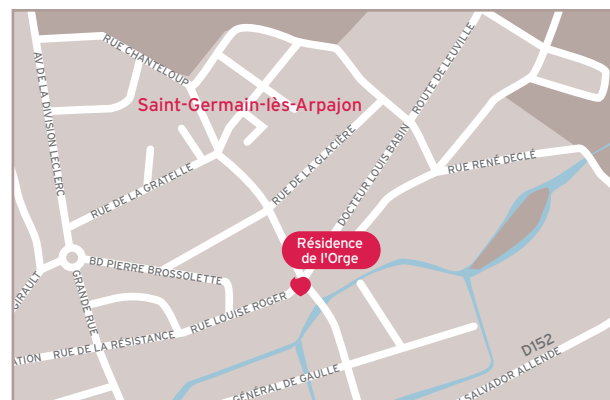 RUE CHANTELOUP
AV DE LA DIVISION LECLERC
Saint-Germain-lès-Arpajon
ROUTE DE LEUVILLE
DOCTEUR LOUIS BABIN
RUE DE LA GLACIÈRE
RUE RENÉ DECLÉ
RUE DE LA GRATELLE
Résidence
de l'Orge
BD PIERRE BROSSOLETTE
GIRAULT
GRANDE RUE
RUE LOUISE ROGER
RUE DE LA RÉSISTANCE
GÉNÉRAL DE GAULLE
D152
SALVADOR ALLENDE